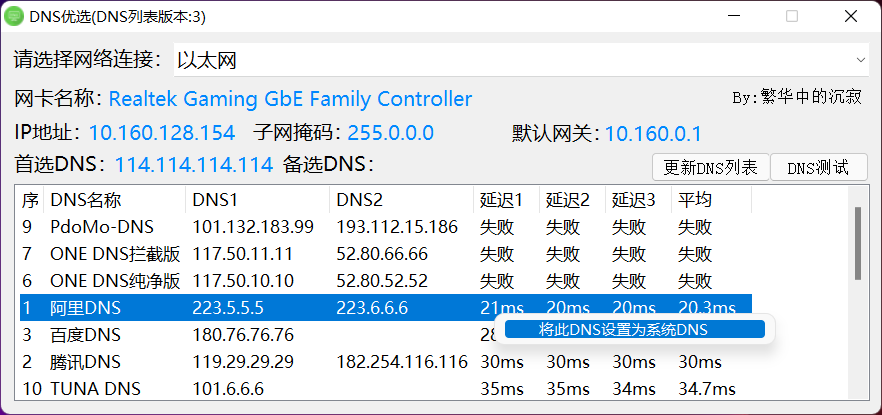 DNS优选(DNS列表版本:3)
请选择网络连接： 以太网
网卡名称: Realtek Gaming GbE Family Controller By:繁华中的沉寂
IP地址: 10.160.128.154 子网掩码: 255.0.0.0 默认网关: 10.160.0.1
首选DNS: 114.114.114.114 备选DNS: 更新DNS列表 DNS测试
序 DNS名称 DNS1 DNS2 延迟1 延迟2 延迟3 平均
9 PdoMo-DNS 101.132.183.99 193.112.15.186 失败 失败 失败 失败
7 ONE DNS拦截版 117.50.11.11 52.80.66.66 失败 失败 失败 失败
6 ONE DNS纯净版 117.50.10.10 52.80.52.52 失败 失败 失败 失败
1 阿里DNS 223.5.5.5 223.6.6.6 21ms 20ms 20ms 20.3ms
3 百度DNS 180.76.76.76
将此DNS设置为系统DNS
2 腾讯DNS 119.29.29.29 182.254.116.116 30ms 30ms 30ms 30ms
10 TUNA DNS 101.6.6.6 35ms 35ms 34ms 34.7ms